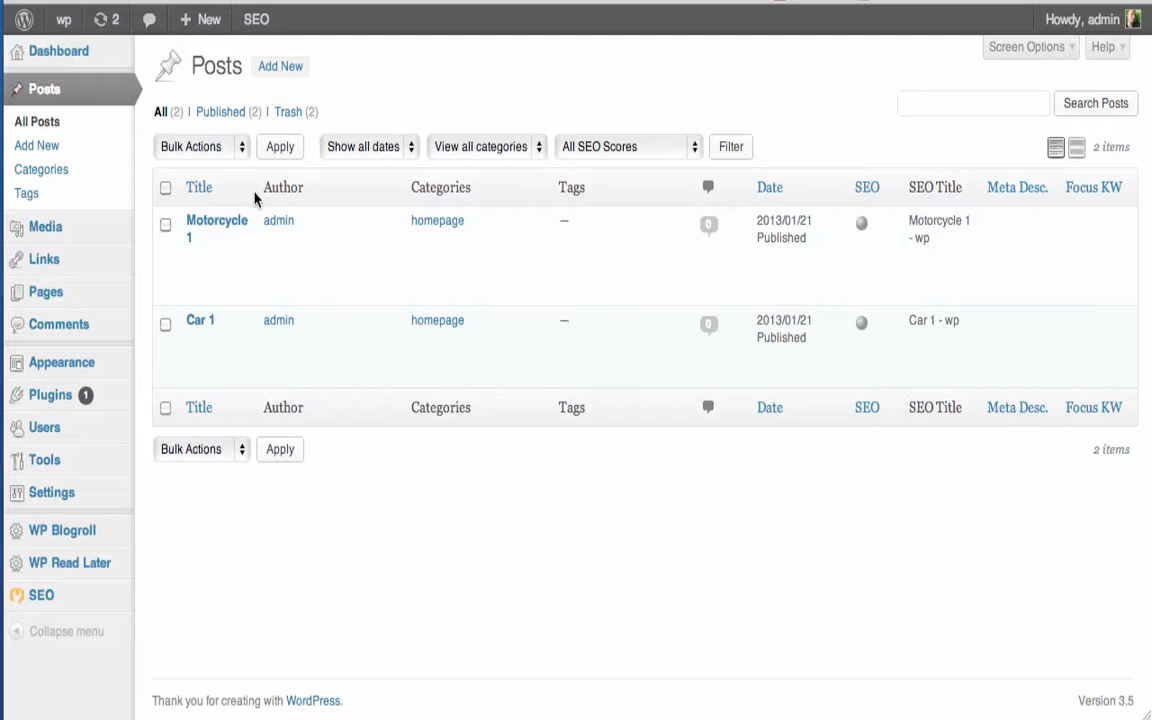 wp 2 + New SEO Howdy, admin
Dashboard
Posts
All Posts
Add New
Categories
Tags
Media
Links
Pages
Comments
Appearance
Plugins 1
Users
Tools
Settings
WP Blogroll
WP Read Later
SEO
Collapse menu
Screen Options Help
Posts Add New
All (2) | Published (2) | Trash (2)
Search Posts
Bulk Actions Apply Show all dates View all categories All SEO Scores Filter 2 items
Title Author Categories Tags Date SEO SEO Title Meta Desc. Focus KW
Motorcycle admin homepage — 0 2013/01/21 Motorcycle 1
1 Published - wp
Car 1 admin homepage — 0 2013/01/21 Car 1 - wp
Published
Title Author Categories Tags Date SEO SEO Title Meta Desc. Focus KW
Bulk Actions Apply 2 items
Thank you for creating with WordPress. Version 3.5